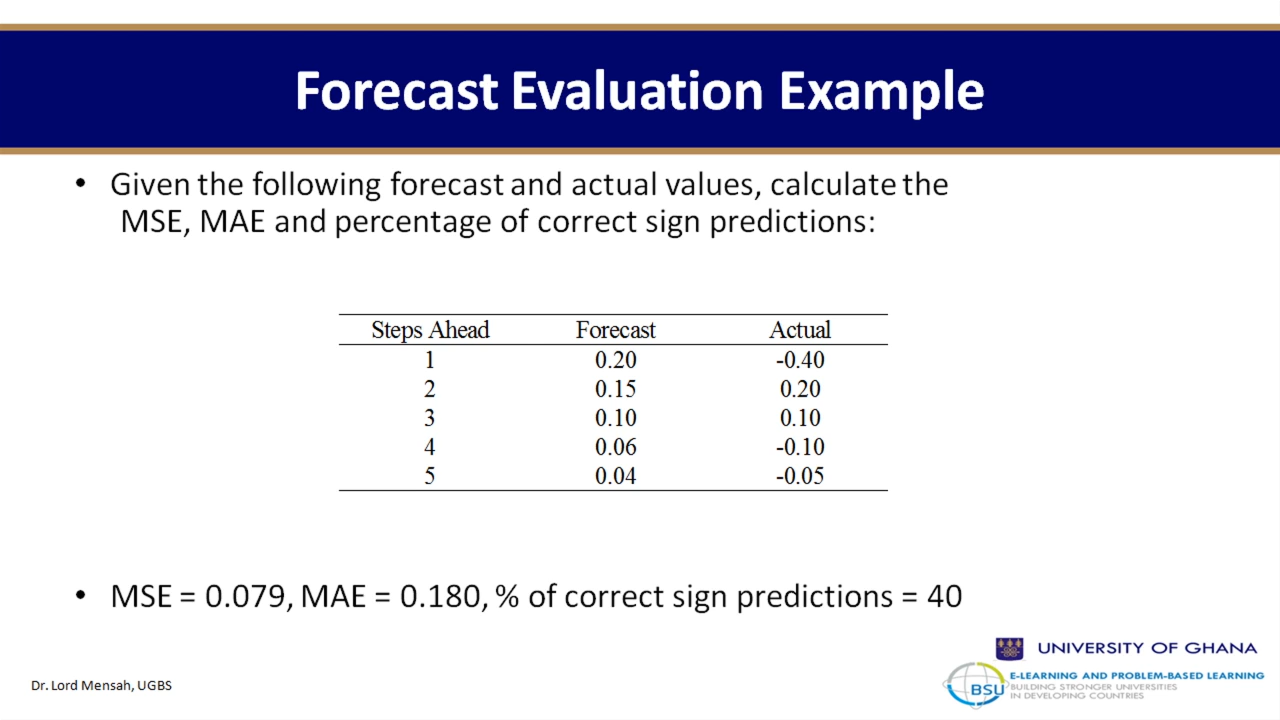 Forecast Evaluation Example
• Given the following forecast and actual values, calculate the
MSE, MAE and percentage of correct sign predictions:
Steps Ahead Forecast Actual
1 0.20 -0.40
2 0.15 0.20
3 0.10 0.10
4 0.06 -0.10
5 0.04 -0.05
• MSE = 0.079, MAE = 0.180, % of correct sign predictions = 40
UNIVERSITY OF GHANA
BSU
E-LEARNING AND PROBLEM-BASED LEARNING
BUILDING STRONGER UNIVERSITIES
IN DEVELOPING COUNTRIES
Dr. Lord Mensah, UGBS